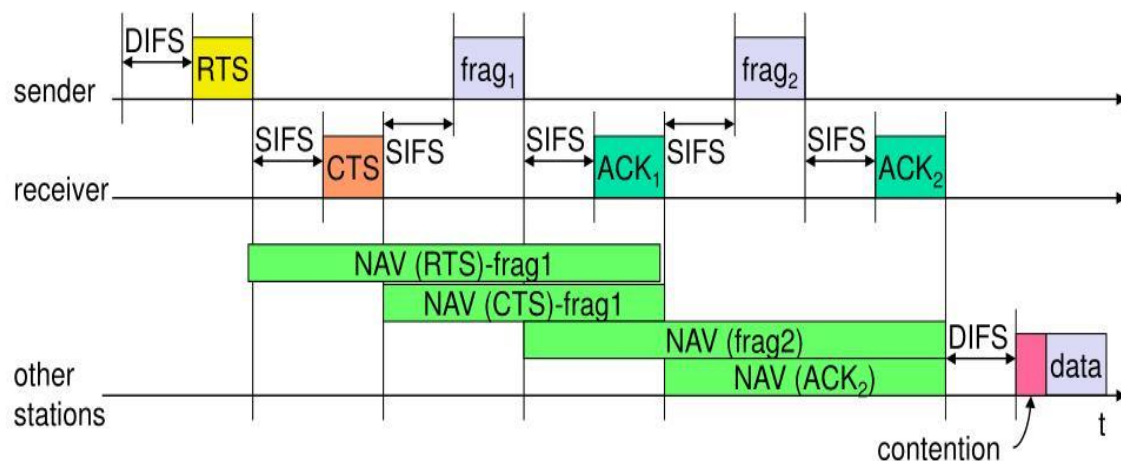 DIFS
RTS
frag₁
frag₂
sender
SIFS
CTS
SIFS
SIFS
ACK₁
SIFS
SIFS
ACK₂
receiver
NAV (RTS)-frag1
NAV (CTS)-frag1
NAV (frag2)
NAV (ACK₂)
DIFS
data
other
stations
t
contention